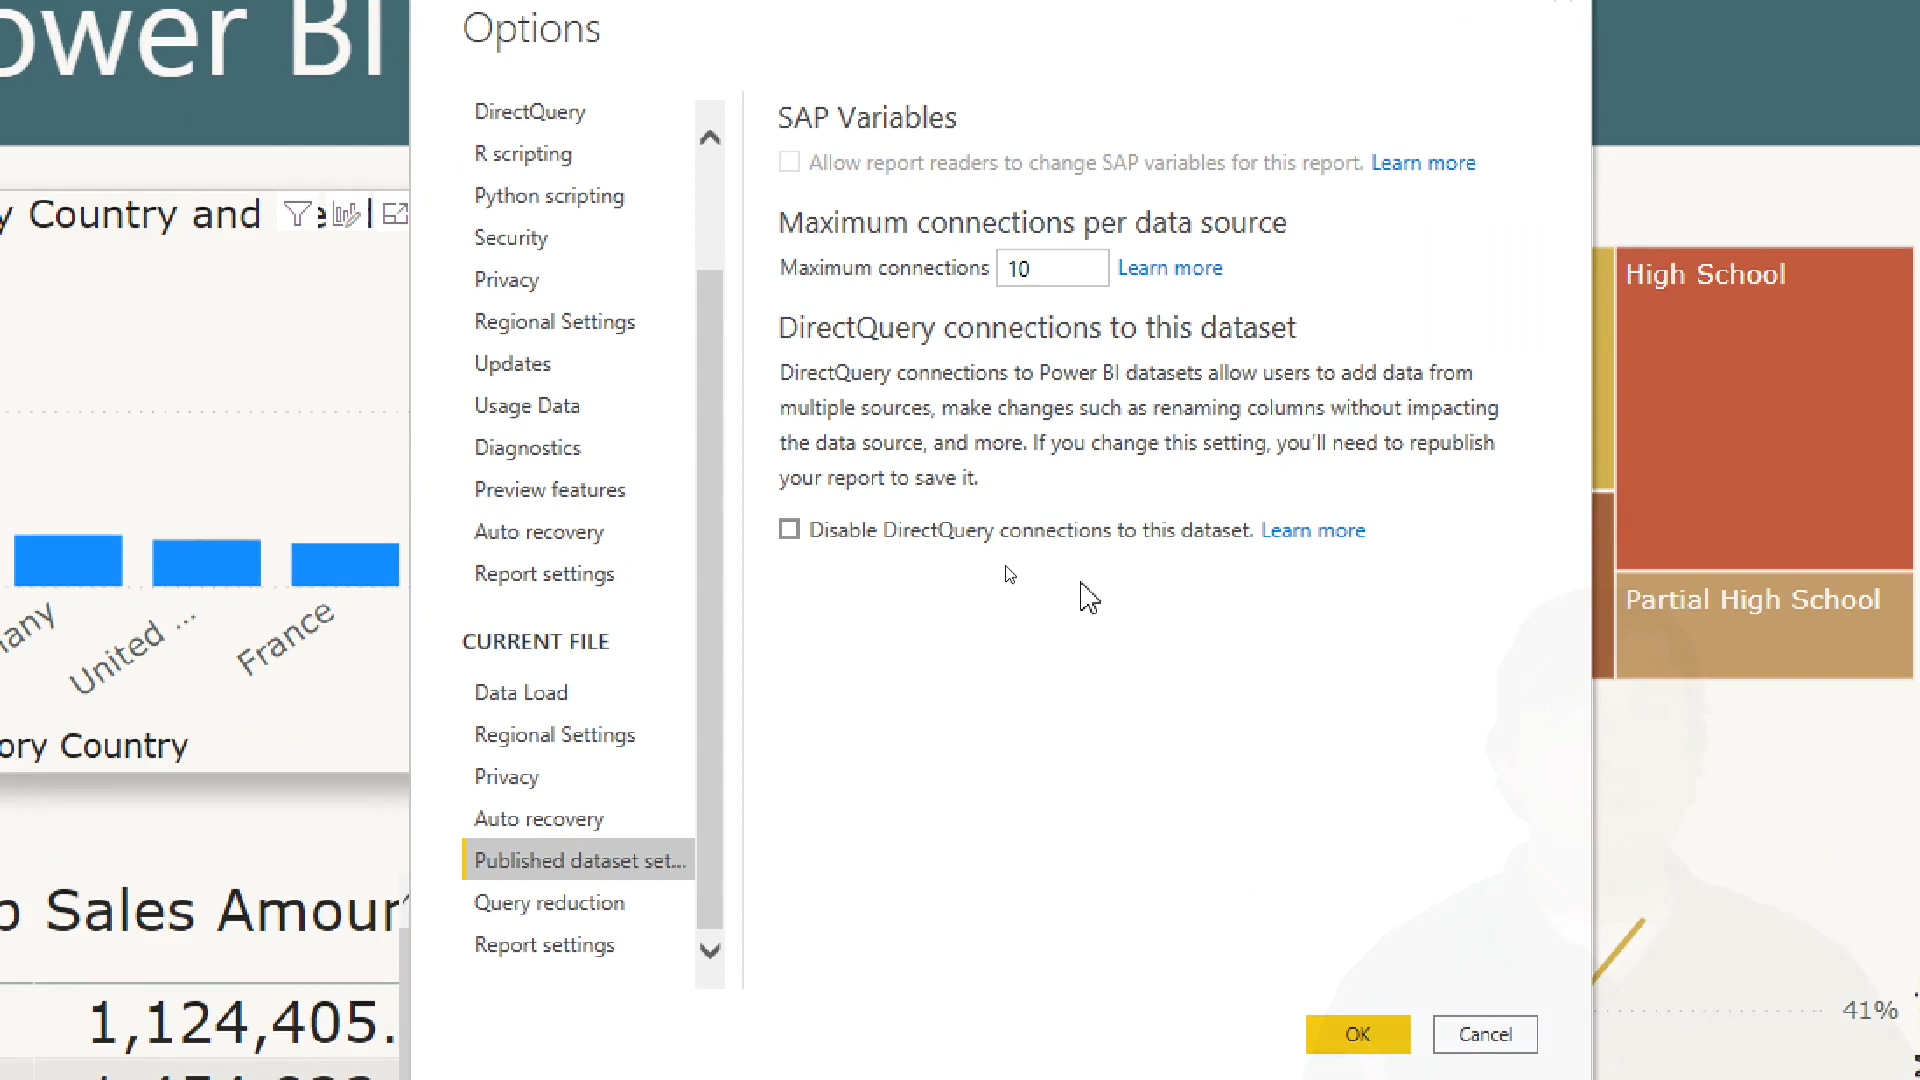 ower BI
Options
DirectQuery
R scripting
Python scripting
Security
Privacy
Regional Settings
Updates
Usage Data
Diagnostics
Preview features
Auto recovery
Report settings
CURRENT FILE
Data Load
Regional Settings
Privacy
Auto recovery
Published dataset set...
Query reduction
Report settings
SAP Variables
Allow report readers to change SAP variables for this report. Learn more
Maximum connections per data source
Maximum connections 10 Learn more
DirectQuery connections to this dataset
DirectQuery connections to Power BI datasets allow users to add data from
multiple sources, make changes such as renaming columns without impacting
the data source, and more. If you change this setting, you'll need to republish
your report to save it.
Disable DirectQuery connections to this dataset. Learn more
OK
Cancel
y Country and
any
United ...
France
ory Country
Sales Amoun
1,124,405.
High School
Partial High School
41%